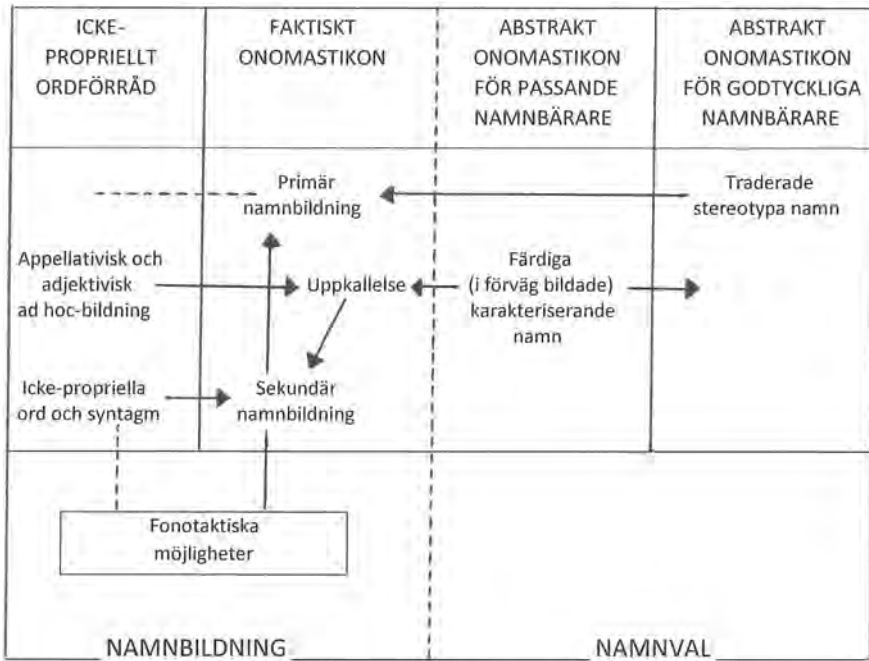 ICKE-
PROPRIELLT
ORDFÖRRÅD
FAKTISKT
ONOMASTIKON
ABSTRAKT
ONOMASTIKON
FÖR PASSANDE
NAMNBÄRARE
ABSTRAKT
ONOMASTIKON
FÖR GODTYCKLIGA
NAMNBÄRARE
Primär
namnbildning
Traderade
stereotypa namn
Appellativisk och
adjektivisk
ad hoc-bildning
Uppkallelse
Färdiga
(i förväg bildade)
karakteriserande
namn
Icke-propriella
ord och syntagm
Sekundär
namnbildning
Fonotaktiska
möjligheter
NAMNBILDNING
NAMNVAL